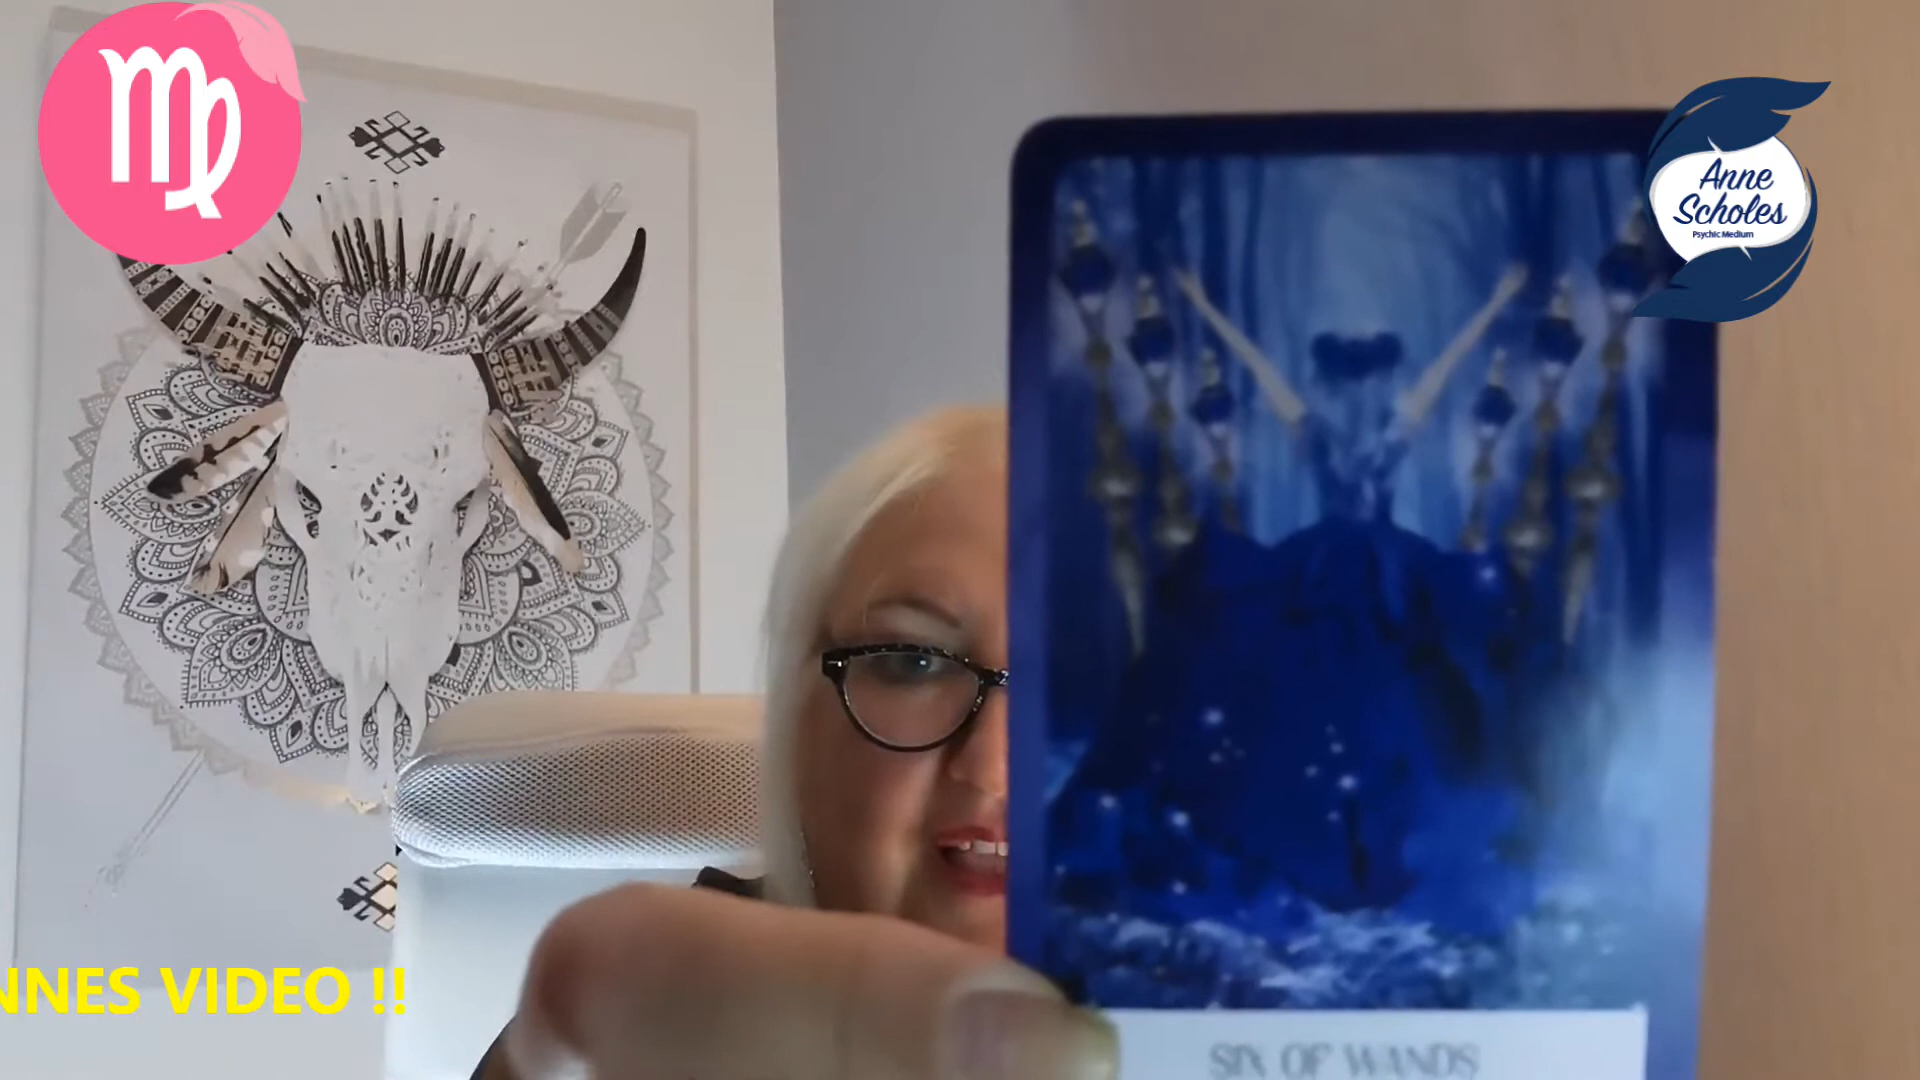 Anne
Scholes
Psychic Medium
NNES VIDEO !!
SIX OF WANDS